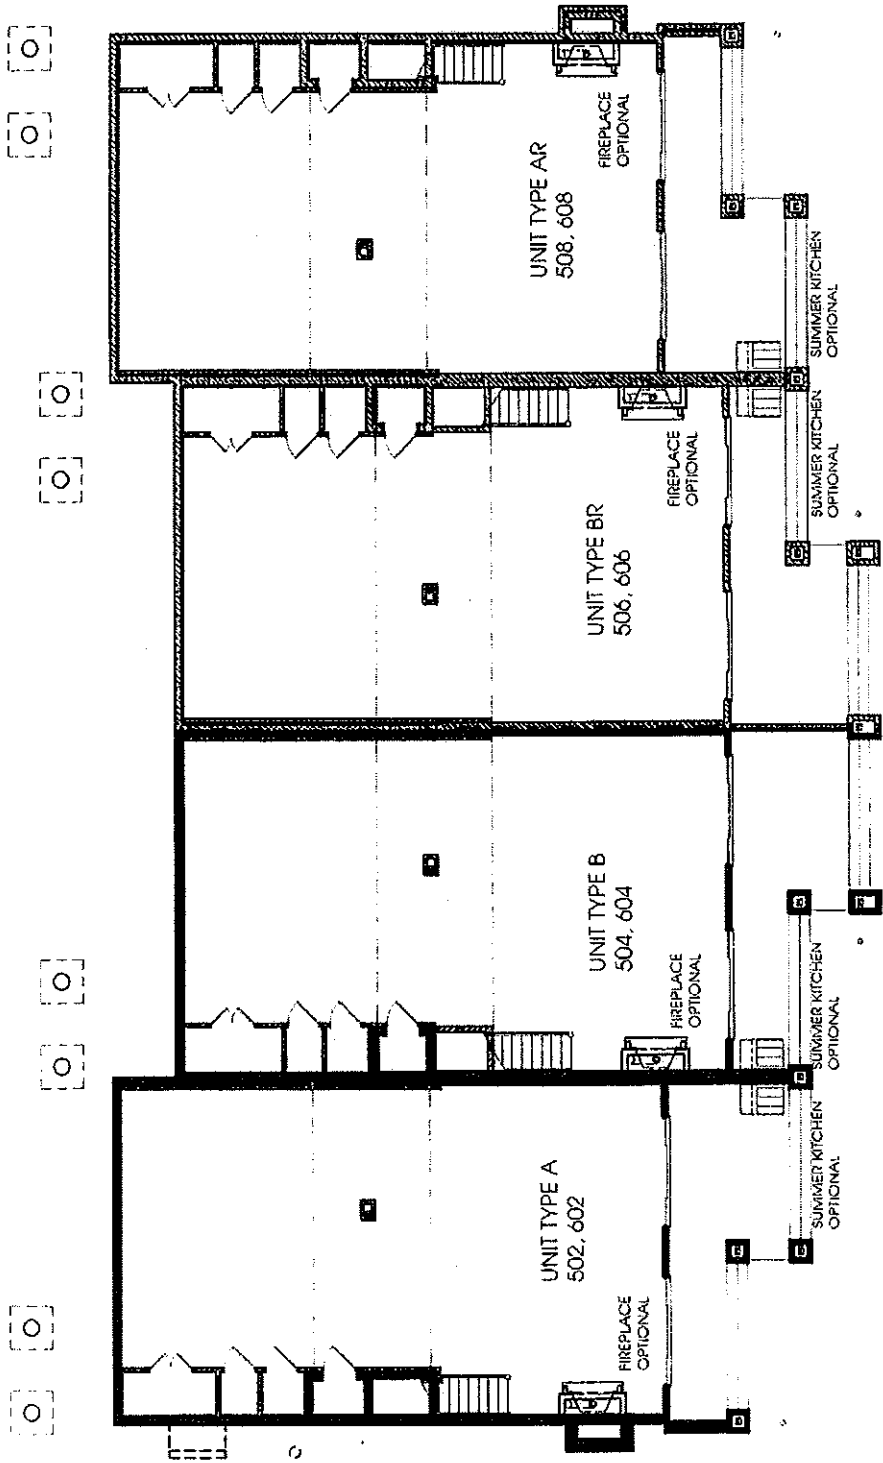 UNIT TYPE A
502, 602
FIREPLACE
OPTIONAL
SUMMER KITCHEN
OPTIONAL
UNIT TYPE B
504, 604
FIREPLACE
OPTIONAL
SUMMER KITCHEN
OPTIONAL
UNIT TYPE BR
506, 606
FIREPLACE
OPTIONAL
SUMMER KITCHEN
OPTIONAL
UNIT TYPE AR
508, 608
FIREPLACE
OPTIONAL
SUMMER KITCHEN
OPTIONAL